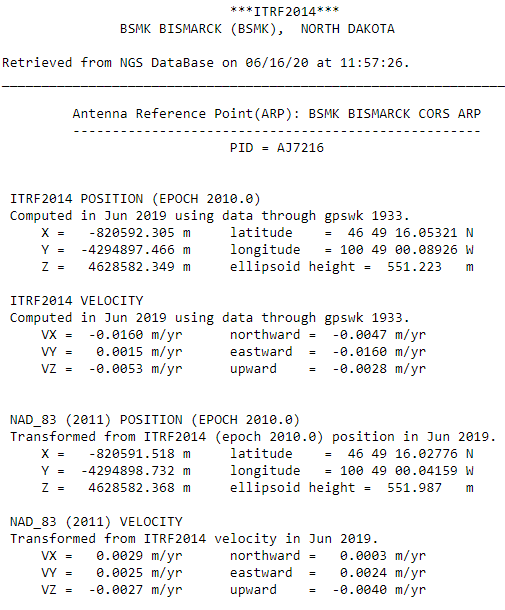 ***ITRF2014***
BSMK BISMARCK (BSMK),  NORTH DAKOTA
Retrieved from NGS DataBase on 06/16/20 at 11:57:26.
________________________________________________________________
Antenna Reference Point(ARP): BSMK BISMARCK CORS ARP
----------------------------------------------------
PID = AJ7216
ITRF2014 POSITION (EPOCH 2010.0)
Computed in Jun 2019 using data through gpswk 1933.
X =   -820592.305 m     latitude    =  46 49 16.05321 N
Y =  -4294897.466 m     longitude   = 100 49 00.08926 W
Z =   4628582.349 m     ellipsoid height =  551.223   m
ITRF2014 VELOCITY
Computed in Jun 2019 using data through gpswk 1933.
VX =  -0.0160 m/yr      northward =  -0.0047 m/yr
VY =   0.0015 m/yr      eastward  =  -0.0160 m/yr
VZ =  -0.0053 m/yr      upward    =  -0.0028 m/yr
NAD_83 (2011) POSITION (EPOCH 2010.0)
Transformed from ITRF2014 (epoch 2010.0) position in Jun 2019.
X =   -820591.518 m     latitude    =  46 49 16.02776 N
Y =  -4294898.732 m     longitude   = 100 49 00.04159 W
Z =   4628582.368 m     ellipsoid height =  551.987   m
NAD_83 (2011) VELOCITY
Transformed from ITRF2014 velocity in Jun 2019.
VX =   0.0029 m/yr      northward =   0.0003 m/yr
VY =   0.0025 m/yr      eastward  =   0.0024 m/yr
VZ =  -0.0027 m/yr      upward    =  -0.0040 m/yr